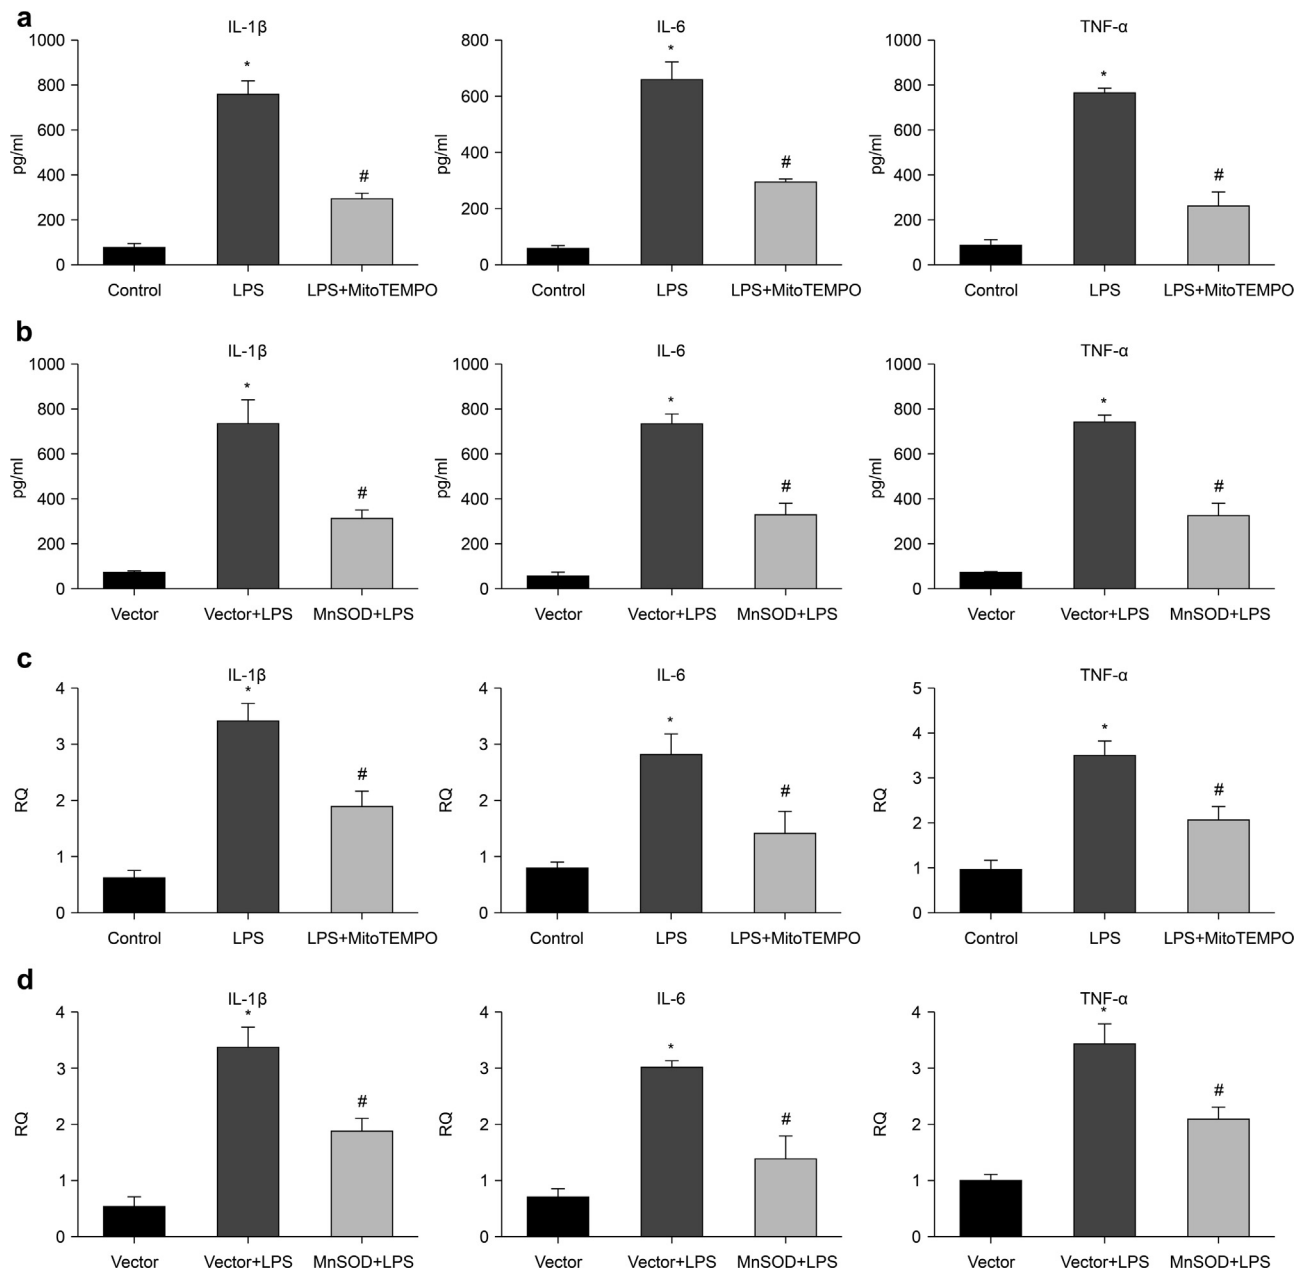 a
IL-1β
IL-6
TNF-α
1000
800
600
400
200
0
pg/ml
*
#
Control
LPS
LPS+MitoTEMPO
800
600
400
200
0
pg/ml
*
#
Control
LPS
LPS+MitoTEMPO
1000
800
600
400
200
0
pg/ml
*
#
Control
LPS
LPS+MitoTEMPO
b
IL-1β
IL-6
TNF-α
1000
800
600
400
200
0
pg/ml
*
#
Vector
Vector+LPS
MnSOD+LPS
1000
800
600
400
200
0
pg/ml
*
#
Vector
Vector+LPS
MnSOD+LPS
1000
800
600
400
200
0
pg/ml
*
#
Vector
Vector+LPS
MnSOD+LPS
c
IL-1β
IL-6
TNF-α
4
3
2
1
0
RQ
*
#
Control
LPS
LPS+MitoTEMPO
4
3
2
1
0
RQ
*
#
Control
LPS
LPS+MitoTEMPO
5
4
3
2
1
0
RQ
*
#
Control
LPS
LPS+MitoTEMPO
d
IL-1β
IL-6
TNF-α
4
3
2
1
0
RQ
*
#
Vector
Vector+LPS
MnSOD+LPS
4
3
2
1
0
RQ
*
#
Vector
Vector+LPS
MnSOD+LPS
4
3
2
1
0
RQ
*
#
Vector
Vector+LPS
MnSOD+LPS